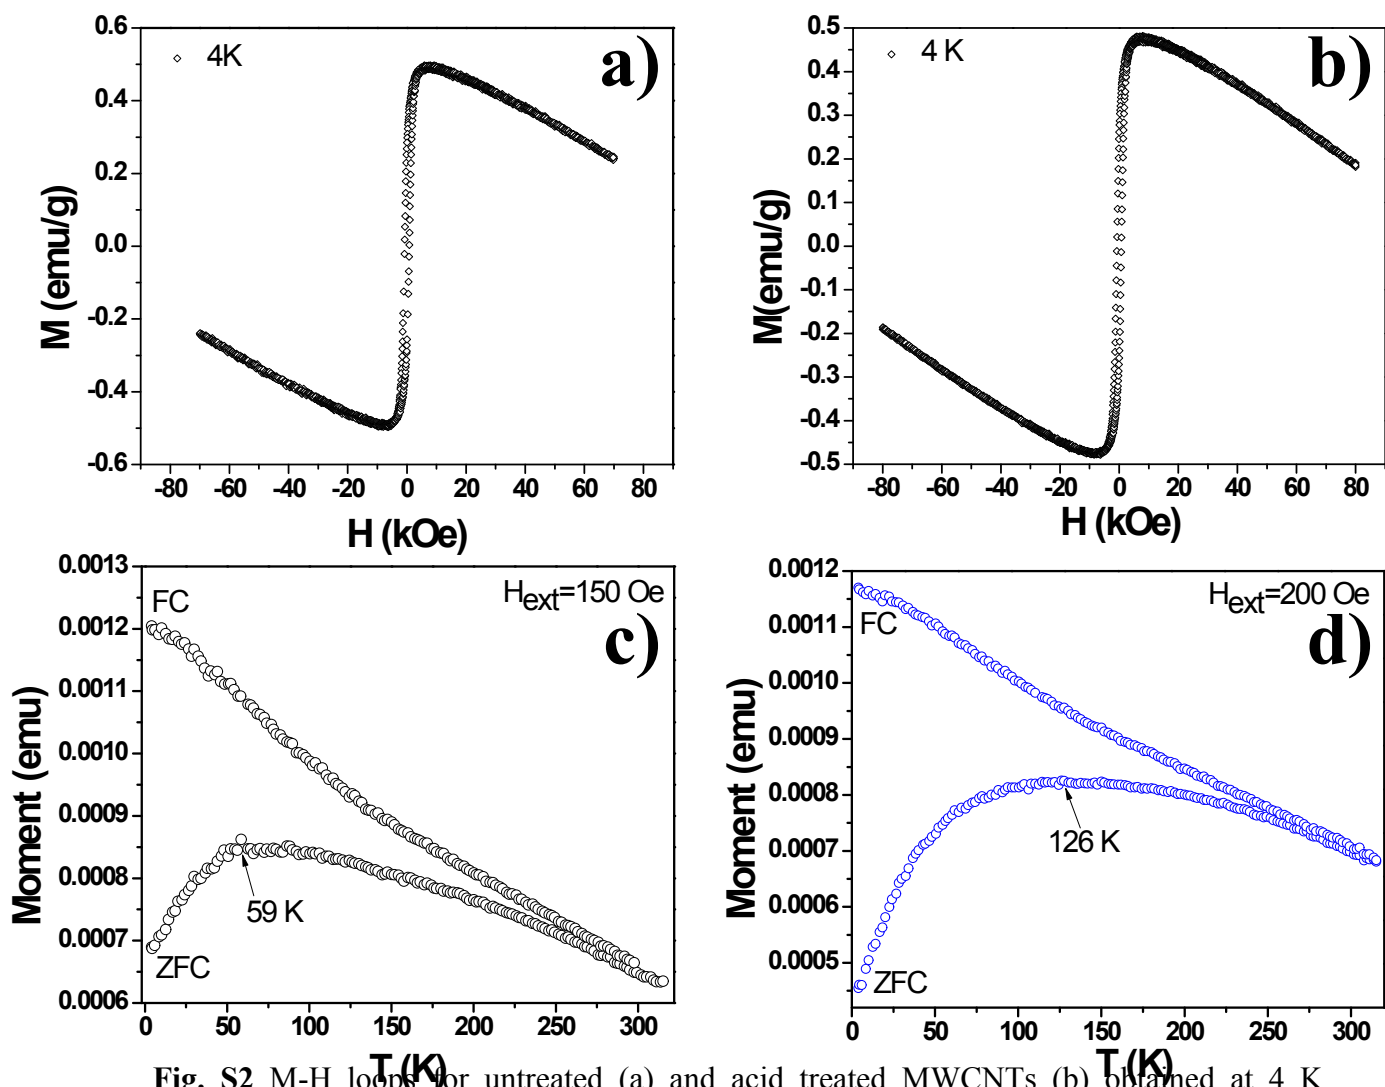 0.6
0.4
0.2
0.0
-0.2
-0.4
-0.6
M (emu/g)
4K
a)
-80 -60 -40 -20 0 20 40 60 80
H (kOe)
0.5
0.4
0.3
0.2
0.1
0.0
-0.1
-0.2
-0.3
-0.4
-0.5
M(emu/g)
4 K
b)
-80 -60 -40 -20 0 20 40 60 80
H (kOe)
0.0013
0.0012
0.0011
0.0010
0.0009
0.0008
0.0007
0.0006
Moment (emu)
FC
Hext=150 Oe
c)
59 K
ZFC
0 50 100 150 200 250 300
T (K)
0.0012
0.0011
0.0010
0.0009
0.0008
0.0007
0.0006
0.0005
Moment (emu)
FC
Hext=200 Oe
d)
126 K
ZFC
0 50 100 150 200 250 300
T (K)
Fig. S2 M-H loops for untreated (a) and acid treated MWCNTs (b) obtained at 4 K